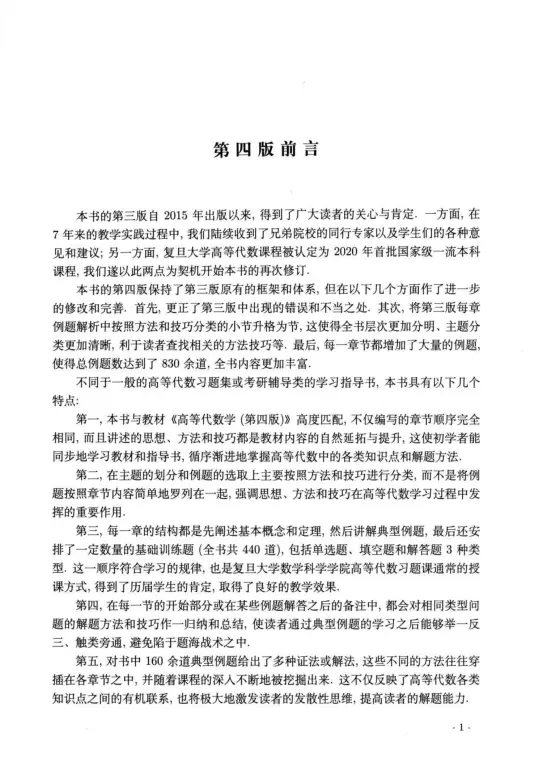 第四版前言
本书的第三版自 2015 年出版以来, 得到了广大读者的关心与肯定. 一方面, 在
7 年来的教学实践过程中, 我们陆续收到了兄弟院校的同行专家以及学生们的各种意
见和建议; 另一方面, 复旦大学高等代数课程被认定为 2020 年首批国家级一流本科
课程, 我们遂以此两点为契机开始本书的再次修订.
本书的第四版保持了第三版原有的框架和体系, 但在以下几个方面作了进一步
的修改和完善. 首先, 更正了第三版中出现的错误和不当之处. 其次, 将第三版每章
例题解析中按照方法和技巧分类的小节升格为节, 这使得全书层次更加分明、主题分
类更加清晰, 利于读者查找相关的方法技巧等. 最后, 每一章节都增加了大量的例题,
使得总例题数达到了 830 余道, 全书内容更加丰富.
不同于一般的高等代数习题集或考研辅导类的学习指导书, 本书具有以下几个
特点:
第一, 本书与教材《高等代数学 (第四版)》高度匹配, 不仅编写的章节顺序完全
相同, 而且讲述的思想、方法和技巧都是教材内容的自然延拓与提升, 这使初学者能
同步地学习教材和指导书, 循序渐进地掌握高等代数中的各类知识点和解题方法.
第二, 在主题的划分和例题的选取上主要按照方法和技巧进行分类, 而不是将例
题按照章节内容简单地罗列在一起, 强调思想、方法和技巧在高等代数学习过程中发
挥的重要作用.
第三, 每一章的结构都是先阐述基本概念和定理, 然后讲解典型例题, 最后还安
排了一定数量的基础训练题 (全书共 440 道), 包括单选题、填空题和解答题 3 种类
型. 这一顺序符合学习的规律, 也是复旦大学数学科学学院高等代数习题课通常的授
课方式, 得到了历届学生的肯定, 取得了良好的教学效果.
第四, 在每一节的开始部分或在某些例题解答之后的备注中, 都会对相同类型问
题的解题方法和技巧作一归纳和总结, 使读者通过典型例题的学习之后能够举一反
三、触类旁通, 避免陷于题海战术之中.
第五, 对书中 160 余道典型例题给出了多种证法或解法, 这些不同的方法往往穿
插在各章节之中, 并随着课程的深入不断地被挖掘出来. 这不仅反映了高等代数各类
知识点之间的有机联系, 也将极大地激发读者的发散性思维, 提高读者的解题能力.
· 1 ·